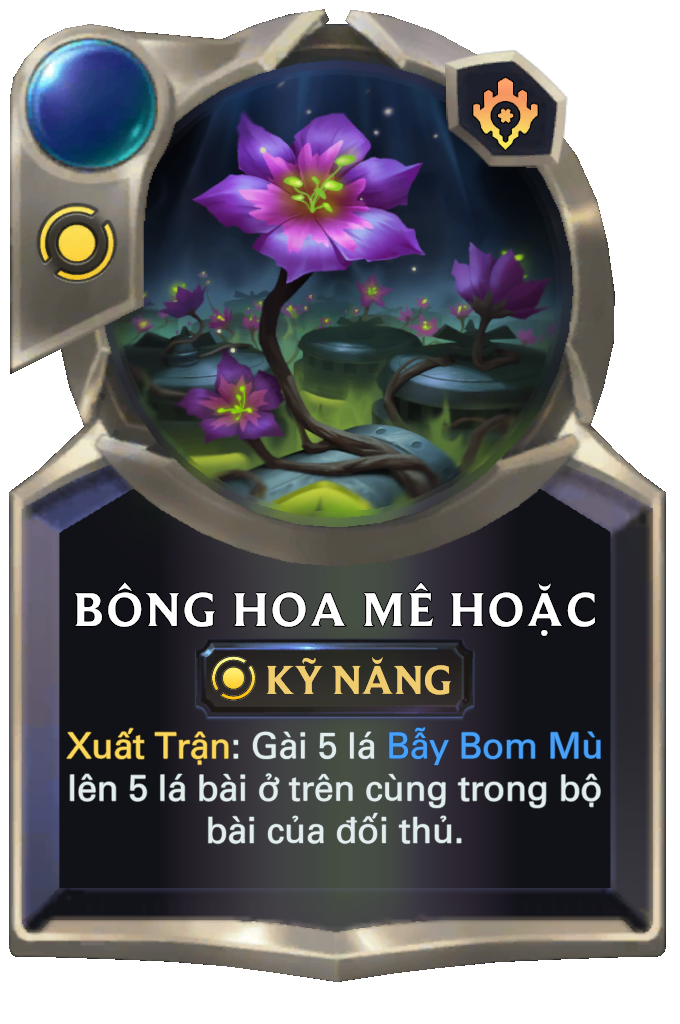 BÔNG HOA MÊ HOẶC
KỸ NĂNG
Xuất Trận: Gài 5 lá Bẫy Bom Mù
lên 5 lá bài ở trên cùng trong bộ
bài của đối thủ.